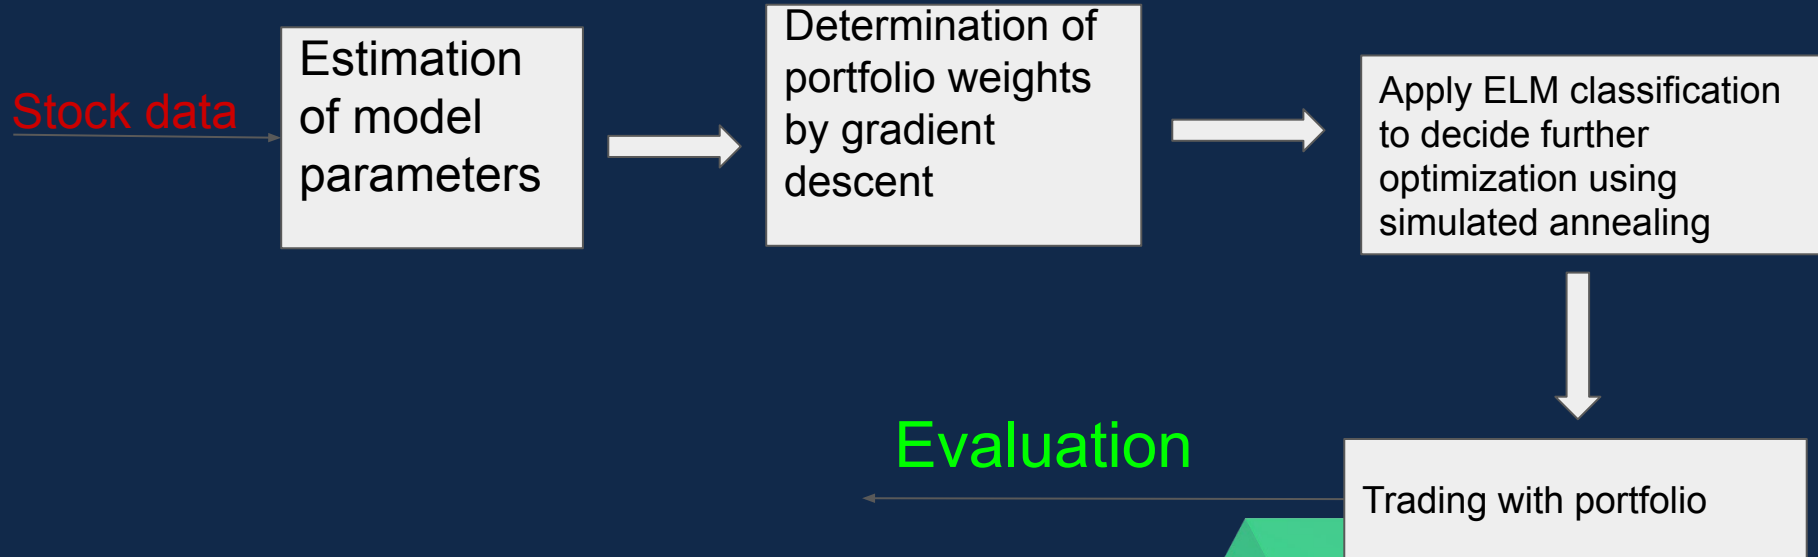 Stock data
Estimation
of model
parameters
Determination of
portfolio weights
by gradient
descent
Apply ELM classification
to decide further
optimization using
simulated annealing
Evaluation
Trading with portfolio